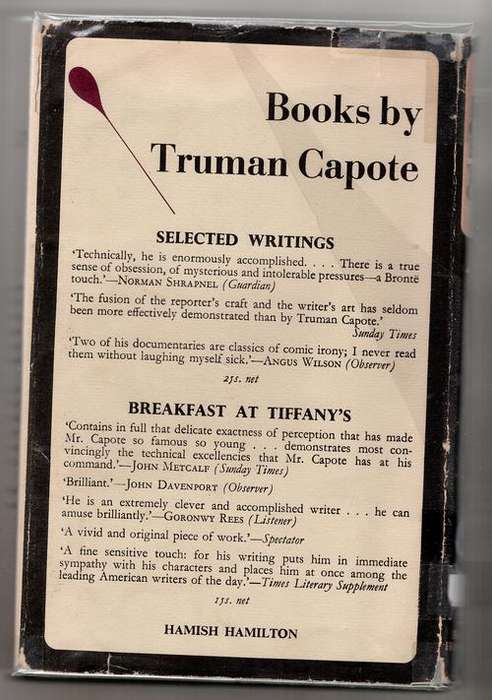 Books by
Truman Capote
SELECTED WRITINGS
'Technically, he is enormously accomplished. . . . There is a true
sense of obsession, of mysterious and intolerable pressures—a Brontë
touch.'—NORMAN SHRAPNEL (Guardian)
'The fusion of the reporter's craft and the writer's art has seldom
been more effectively demonstrated than by Truman Capote.'
Sunday Times
'Two of his documentaries are classics of comic irony; I never read
them without laughing myself sick.'—ANGUS WILSON (Observer)
25s. net
BREAKFAST AT TIFFANY'S
'Contains in full that delicate exactness of perception that has made
Mr. Capote so famous so young . . . demonstrates most con-
vincingly the technical excellencies that Mr. Capote has at his
command.'—JOHN METCALF (Sunday Times)
'Brilliant.'—JOHN DAVENPORT (Observer)
'He is an extremely clever and accomplished writer . . . he can
amuse brilliantly.'—GORONWY REES (Listener)
'A vivid and original piece of work.'—Spectator
'A fine sensitive touch: for his writing puts him in immediate
sympathy with his characters and places him at once among the
leading American writers of the day.'—Times Literary Supplement
15s. net
HAMISH HAMILTON